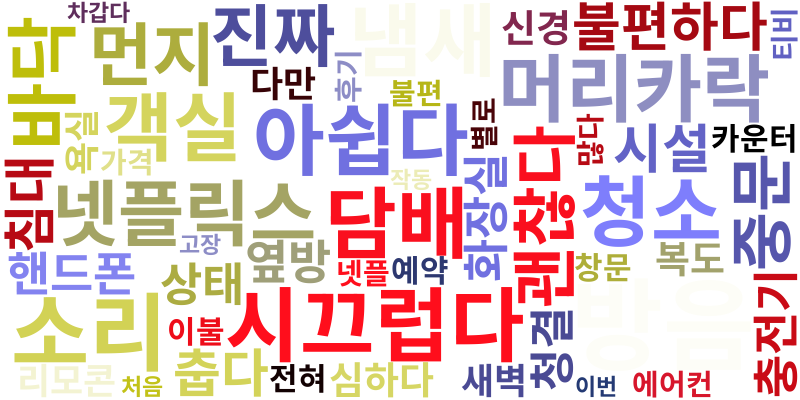 차갑다
바닥
먼지
진짜
냄새
신경
불편하다
티비
다만
후기
불편
별로
머리카락
욕실
객실
가격
아쉽다
많다
시설
카운터
침대
넷플릭스
작동
담배
화장실
괜찮다
청소
중문
고장
핸드폰
상태
옆방
넷플
예약
창문
복도
방음
소리
이불
시끄럽다
청결
충전기
리모콘
처음
춥다
전혀
심하다
새벽
이번
에어컨